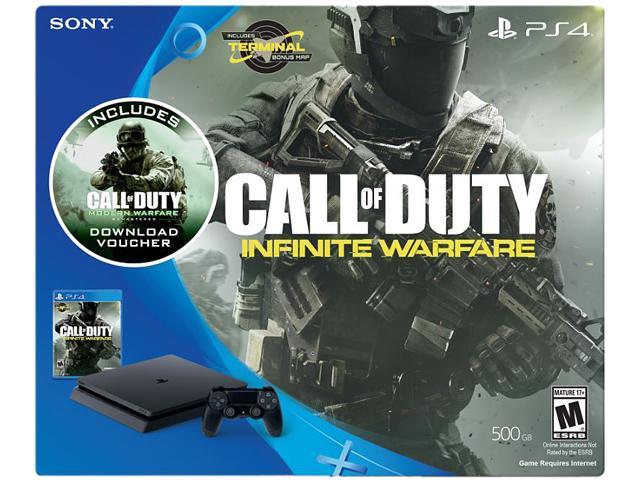 SONY
INCLUDES
TERMINAL
BONUS MAP
PS4
INCLUDES
CALL OF DUTY
MODERN WARFARE
REMASTERED
DOWNLOAD
VOUCHER
CALL OF DUTY
INFINITE WARFARE
PS4
CALL OF DUTY
INFINITE WARFARE
500 GB
MATURE 17+
M
ESRB
Online Interactions Not
Rated by the ESRB
Game Requires Internet